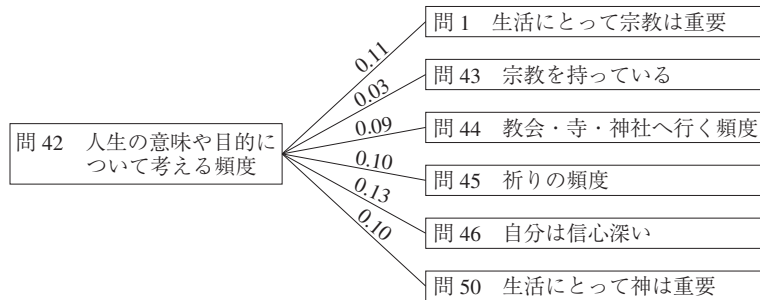 問 1　生活にとって宗教は重要
0.11
問 43　宗教を持っている
0.03
問 44　教会・寺・神社へ行く頻度
0.09
問 42　人生の意味や目的に
ついて考える頻度
問 45　祈りの頻度
0.10
問 46　自分は信心深い
0.13
問 50　生活にとって神は重要
0.10